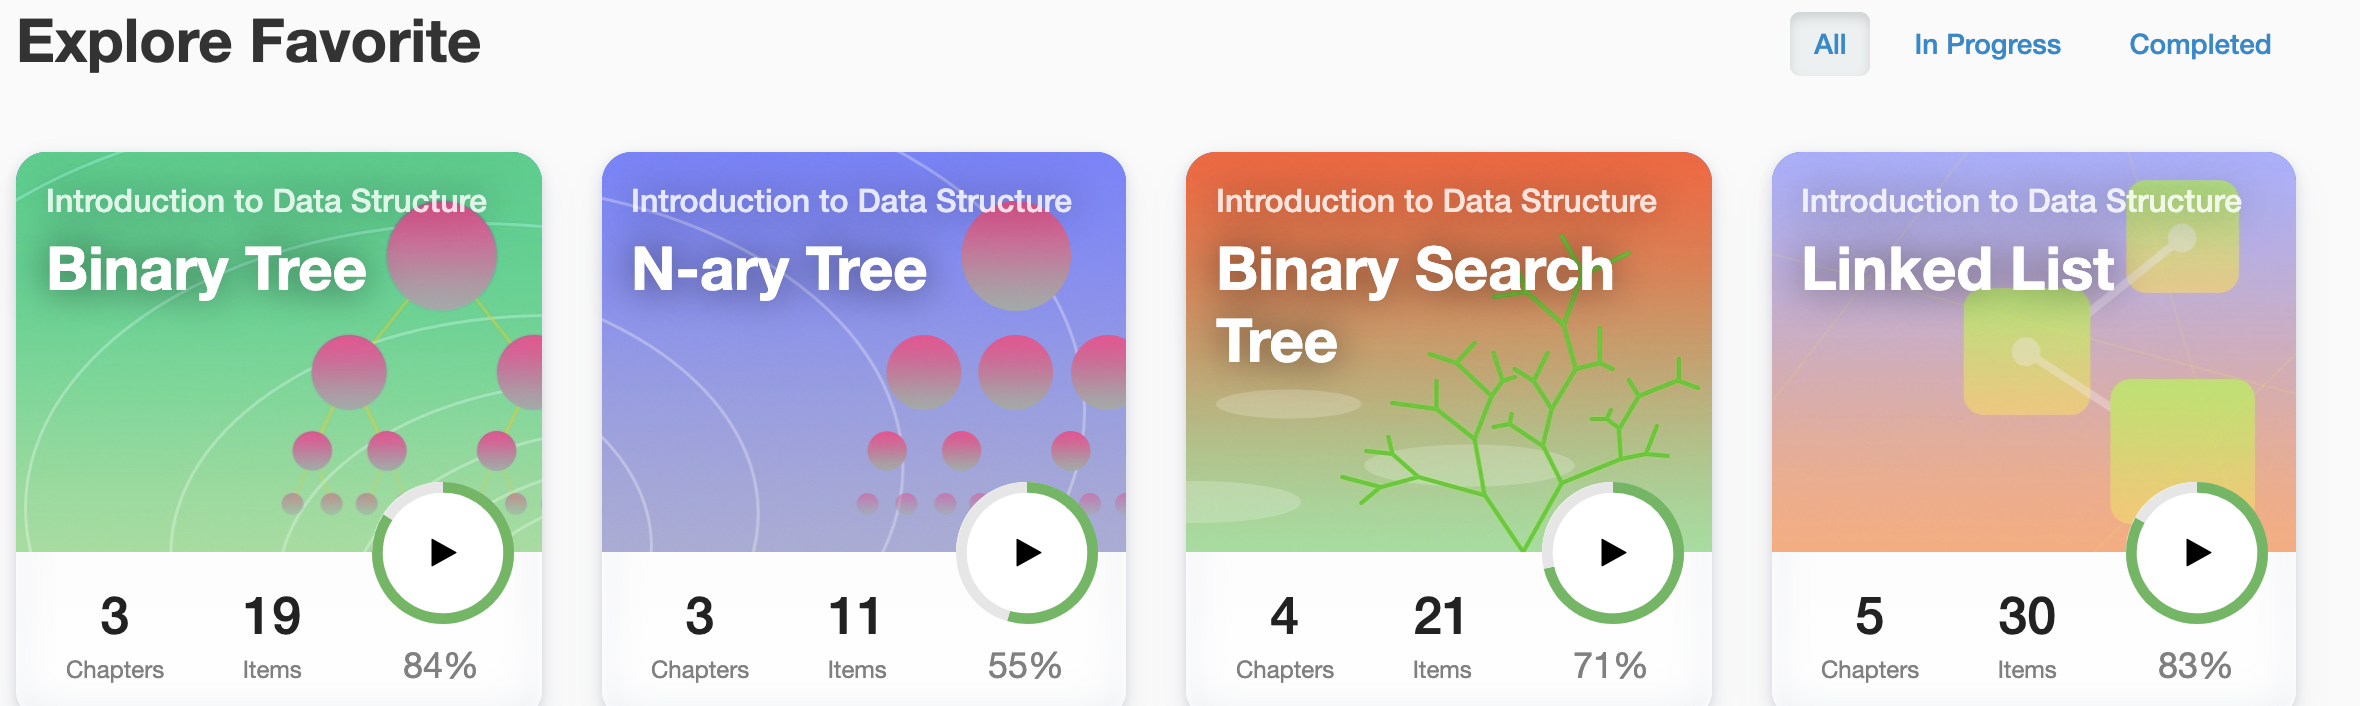 Explore Favorite
All
In Progress
Completed
Introduction to Data Structure
Binary Tree
3
Chapters
19
Items
84%
Introduction to Data Structure
N-ary Tree
3
Chapters
11
Items
55%
Introduction to Data Structure
Binary Search
Tree
4
Chapters
21
Items
71%
Introduction to Data Structure
Linked List
5
Chapters
30
Items
83%